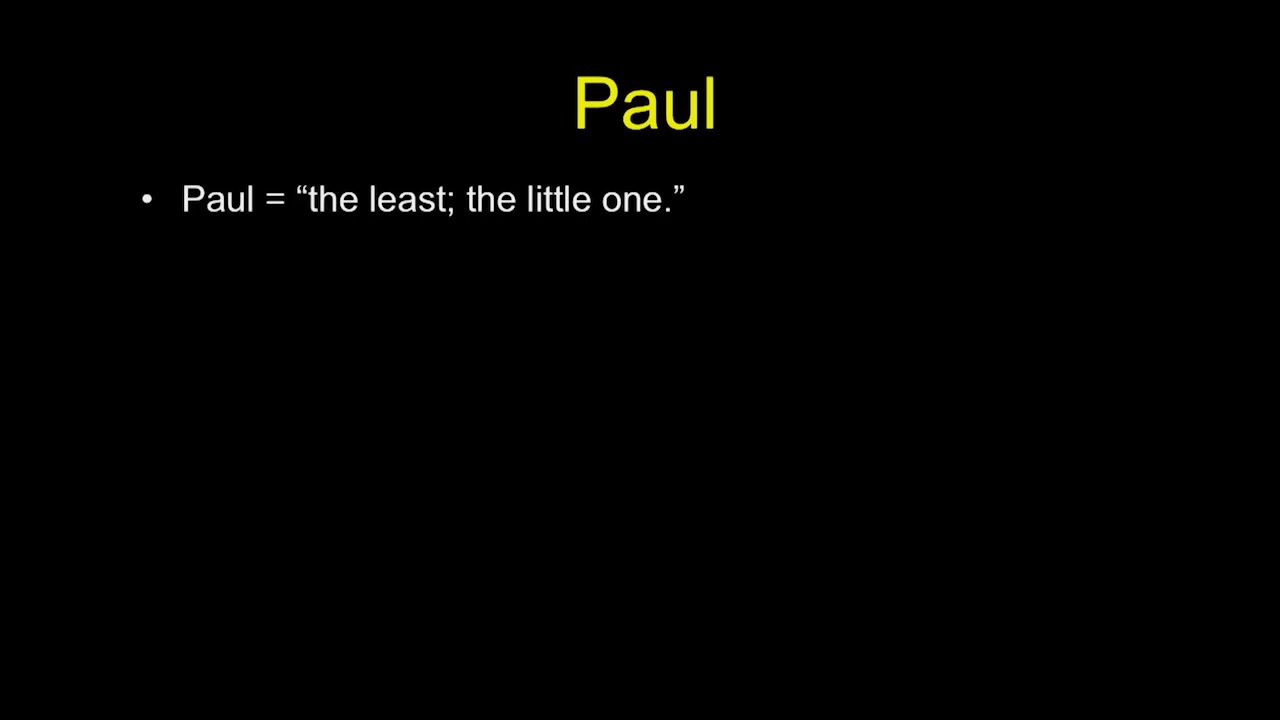 Paul
• Paul = “the least; the little one.”